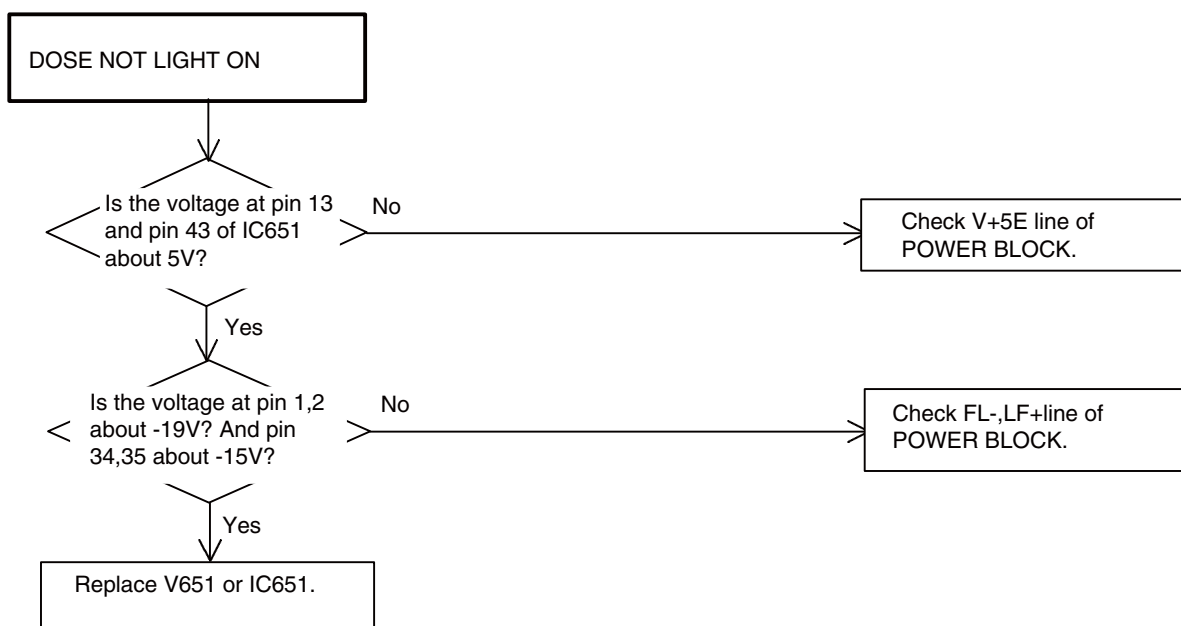 DOSE NOT LIGHT ON
Is the voltage at pin 13
and pin 43 of IC651
about 5V?
No
Check V+5E line of
POWER BLOCK.
Yes
Is the voltage at pin 1,2
about -19V? And pin
34,35 about -15V?
No
Check FL-,LF+line of
POWER BLOCK.
Yes
Replace V651 or IC651.